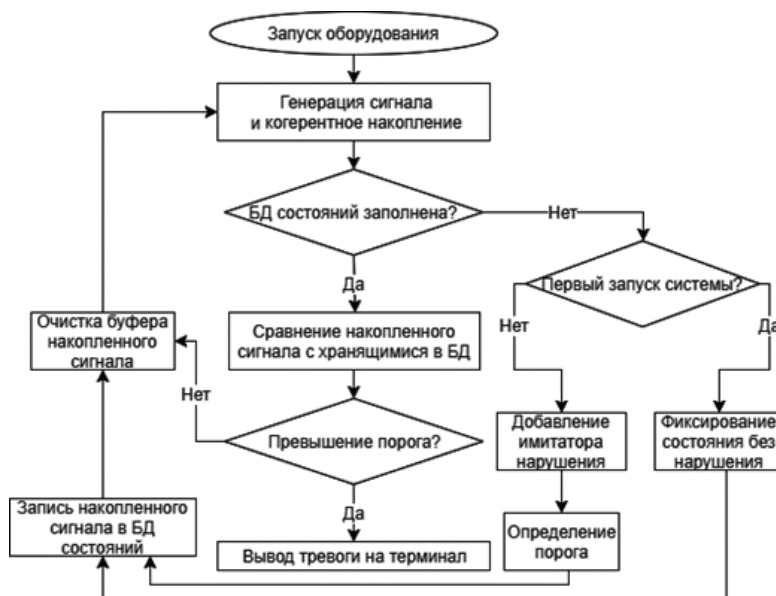 Запуск оборудования
Генерация сигнала
и когерентное накопление
БД состояний заполнена?
Нет
Первый запуск системы?
Да
Нет
Да
Очистка буфера
накопленного
сигнала
Сравнение накопленного
сигнала с хранящимися в БД
Нет
Превышение порога?
Добавление
имитатора
нарушения
Фиксирование
состояния без
нарушения
Запись накопленного
сигнала в БД
состояний
Да
Определение
порога
Вывод тревоги на терминал